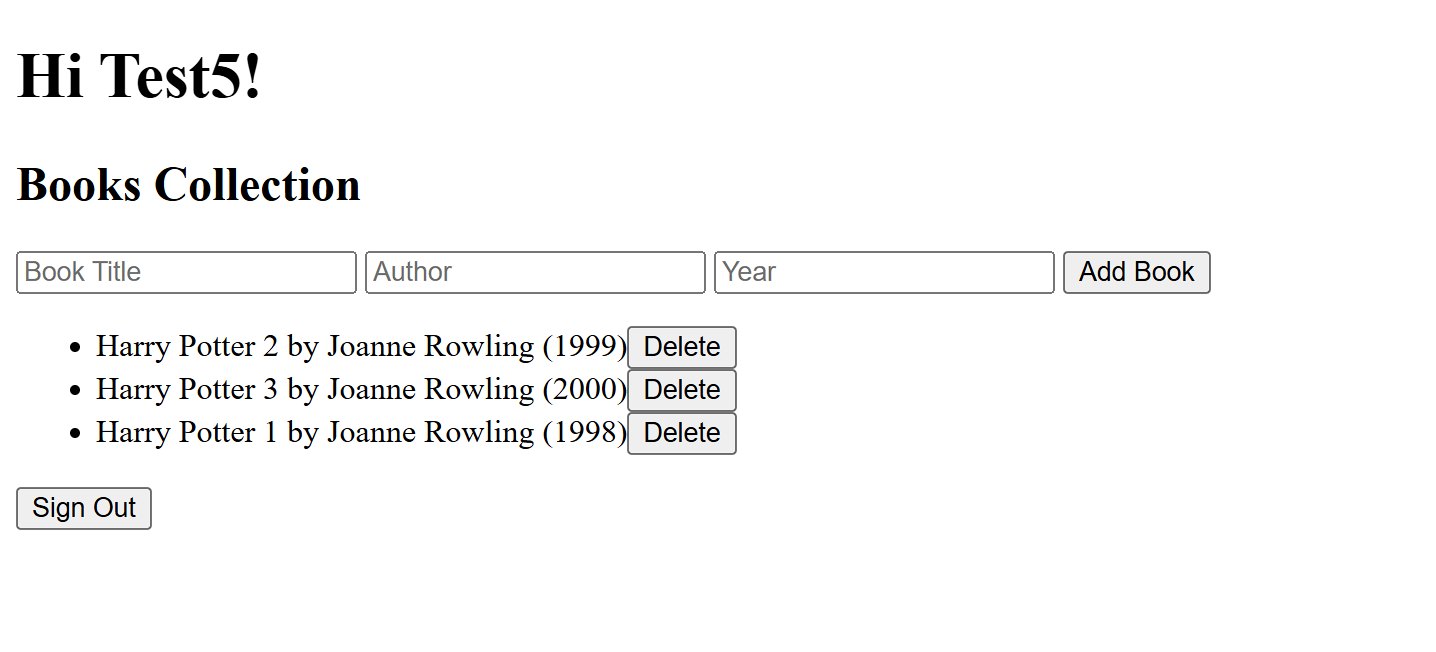 Hi Test5!
Books Collection
Book Title Author Year Add Book
Harry Potter 2 by Joanne Rowling (1999) Delete
Harry Potter 3 by Joanne Rowling (2000) Delete
Harry Potter 1 by Joanne Rowling (1998) Delete
Sign Out